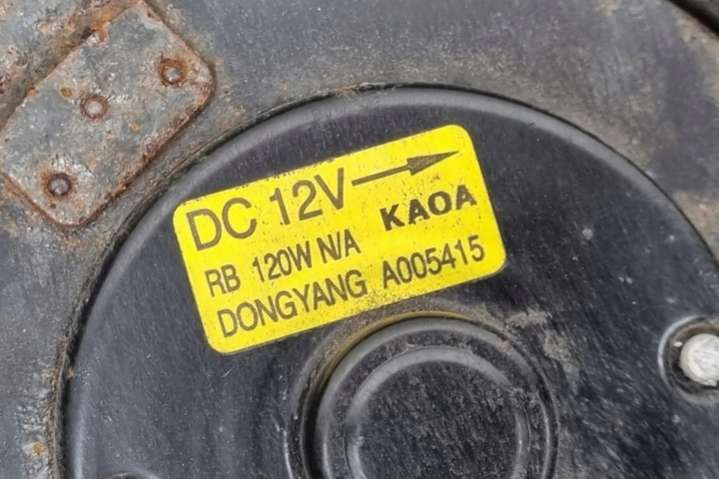 DC 12V
RB 120W N/A KAOA
DONGYANG A005415